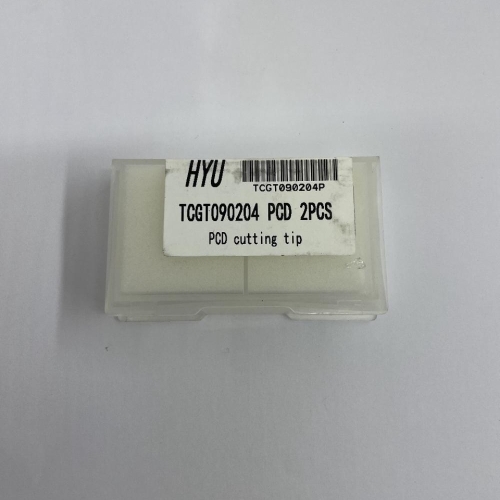 HYU
TCGT090204P
TCGT090204 PCD 2PCS
PCD cutting tip